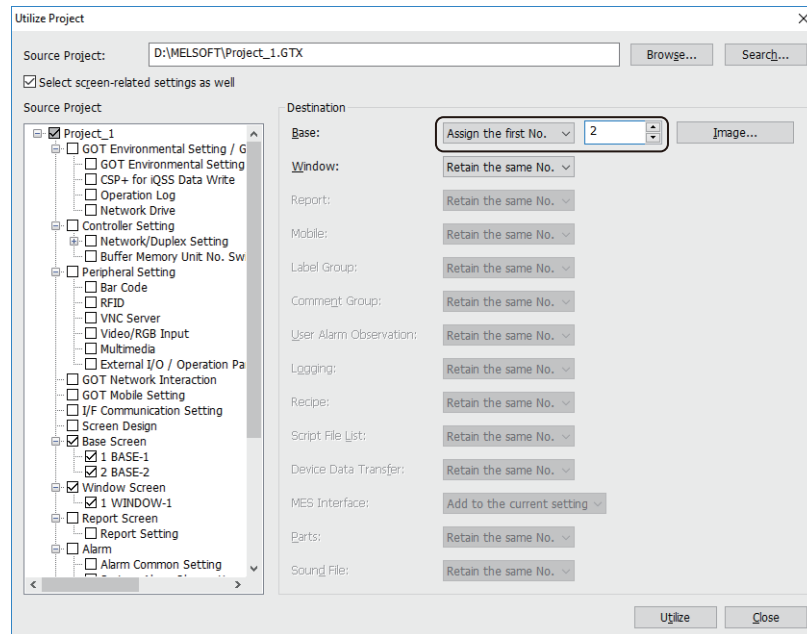 Utilize Project
Source Project:
D:\MELSOFT\Project_1.GTX
Browse...
Search...
Select screen-related settings as well
Source Project
Project_1
GOT Environmental Setting / G
GOT Environmental Setting
CSP+ for iQSS Data Write
Operation Log
Network Drive
Controller Setting
Network/Duplex Setting
Buffer Memory Unit No. Sw
Peripheral Setting
Bar Code
RFID
VNC Server
Video/RGB Input
Multimedia
External I/O / Operation Pa
GOT Network Interaction
GOT Mobile Setting
I/F Communication Setting
Screen Design
Base Screen
1 BASE-1
2 BASE-2
Window Screen
1 WINDOW-1
Report Screen
Report Setting
Alarm
Alarm Common Setting
Destination
Base:
Assign the first No.
2
Image...
Window:
Retain the same No.
Report:
Retain the same No.
Mobile:
Retain the same No.
Label Group:
Retain the same No.
Comment Group:
Retain the same No.
User Alarm Observation:
Retain the same No.
Logging:
Retain the same No.
Recipe:
Retain the same No.
Script File List:
Retain the same No.
Device Data Transfer:
Retain the same No.
MES Interface:
Add to the current setting
Parts:
Retain the same No.
Sound File:
Retain the same No.
Utilize
Close